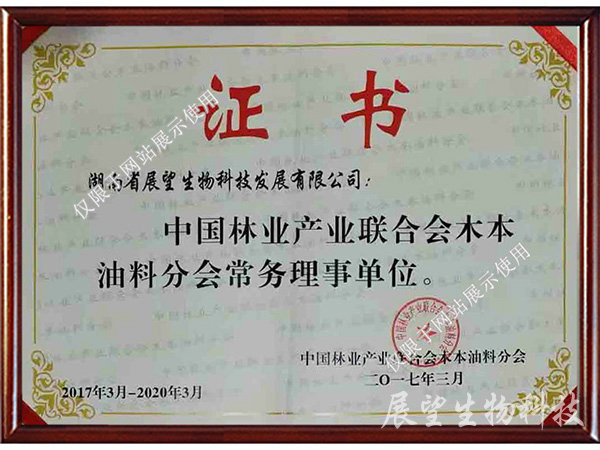 证书
湖南省展望生物科技发展有限公司：
中国林业产业联合会木本
油料分会常务理事单位。
中国林业产业联合会木本油料分会
二〇一七年三月
2017年3月-2020年3月
仅限于网站展示使用
仅限于网站展示使用
展望生物科技